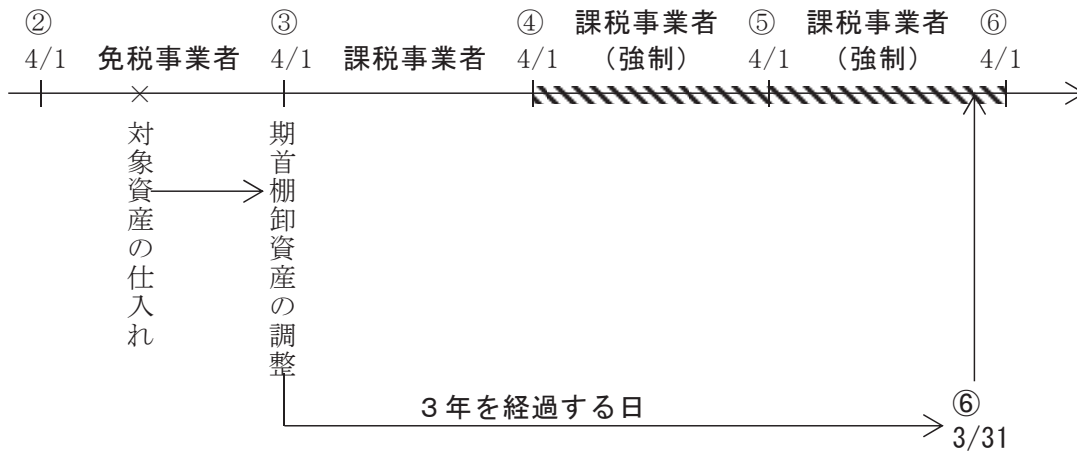 ② ③ ④ 課税事業者 ⑤ 課税事業者 ⑥
4/1 免税事業者 4/1 課税事業者 4/1 （強制） 4/1 （強制） 4/1
×
対象資産の仕入れ
期首棚卸資産の調整
３年を経過する日
⑥
3/31